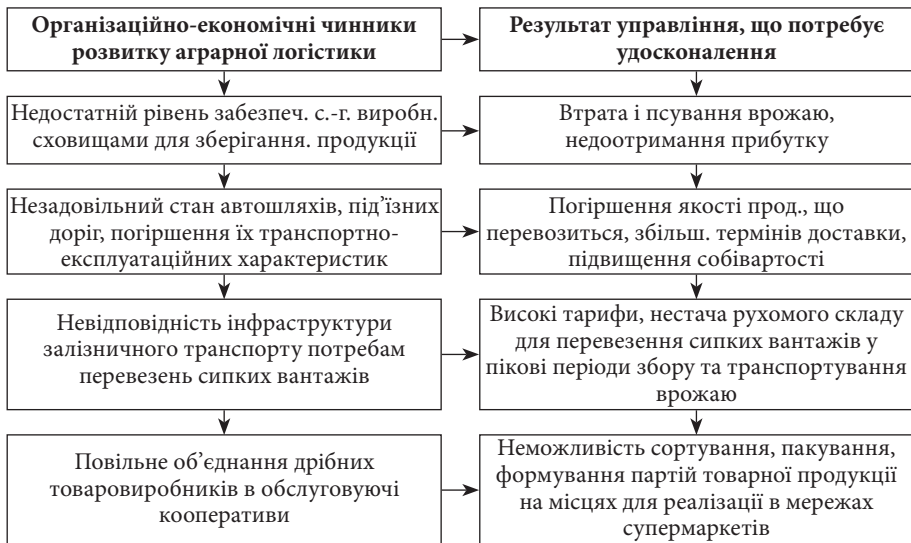 Організаційно-економічні чинники
розвитку аграрної логістики
Результат управління, що потребує
удосконалення
Недостатній рівень забезпеч. с.-г. виробн.
сховищами для зберігання. продукції
Втрата і псування врожаю,
недоотримання прибутку
Незадовільний стан автошляхів, під’їзних
доріг, погіршення їх транспортно-
експлуатаційних характеристик
Погіршення якості прод., що
перевозиться, збільш. термінів доставки,
підвищення собівартості
Невідповідність інфраструктури
залізничного транспорту потребам
перевезень сипких вантажів
Високі тарифи, нестача рухомого складу
для перевезення сипких вантажів у
пікові періоди збору та транспортування
врожаю
Повільне об’єднання дрібних
товаровиробників в обслуговуючі
кооперативи
Неможливість сортування, пакування,
формування партій товарної продукції
на місцях для реалізації в мережах
супермаркетів